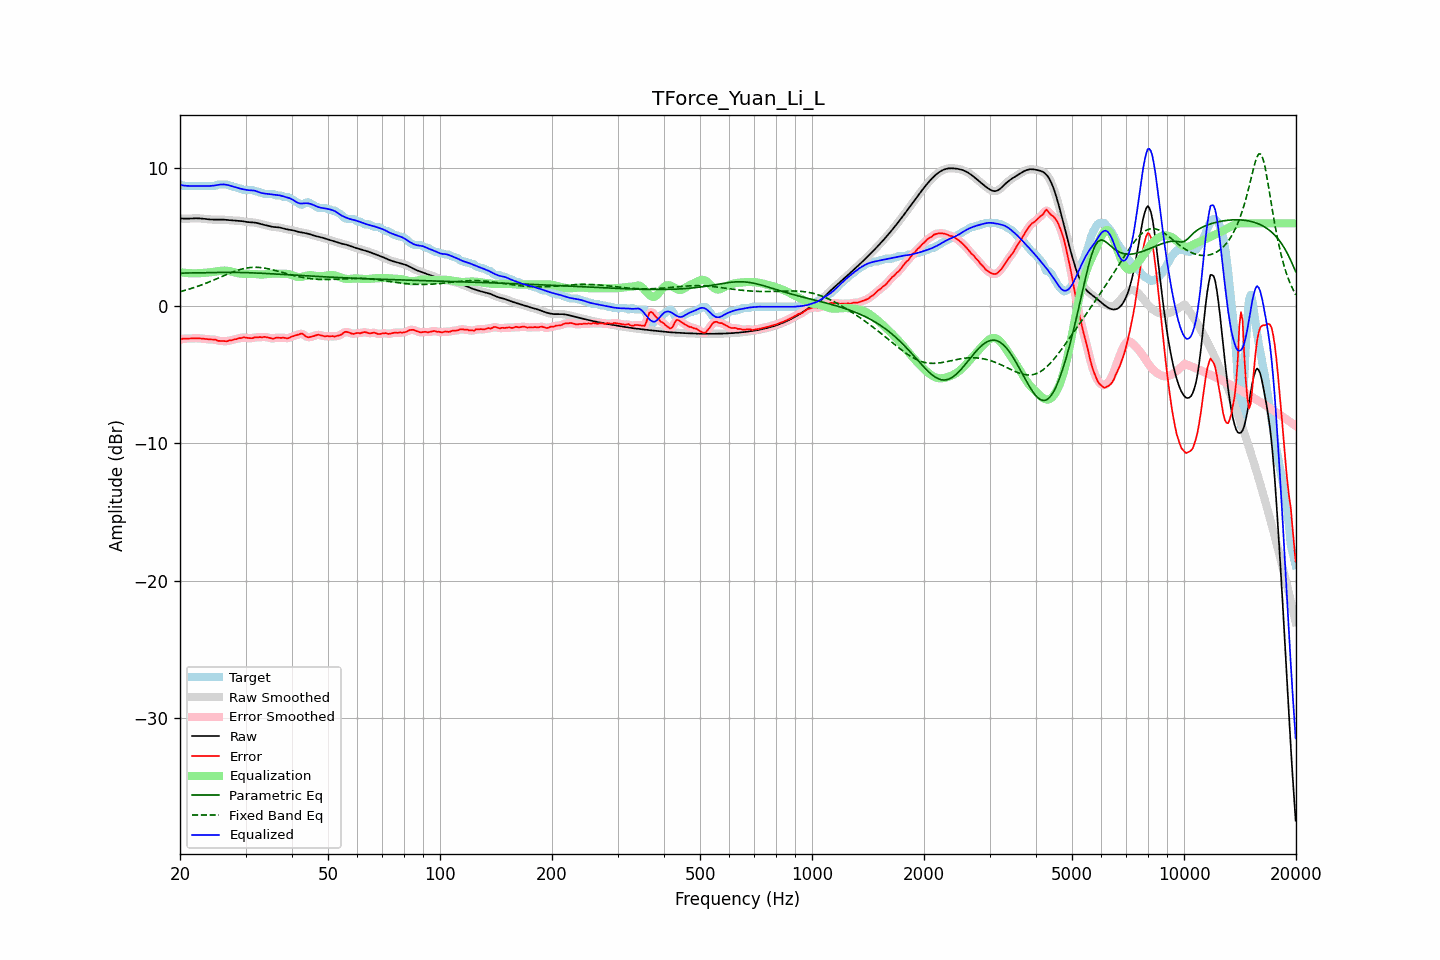 TForce_Yuan_Li_L
10
0
−10
−20
−30
Amplitude (dBr)
Target
Raw Smoothed
Error Smoothed
Raw
Error
Equalization
Parametric Eq
Fixed Band Eq
Equalized
20 50 100 200 500 1000 2000 5000 10000 20000
Frequency (Hz)